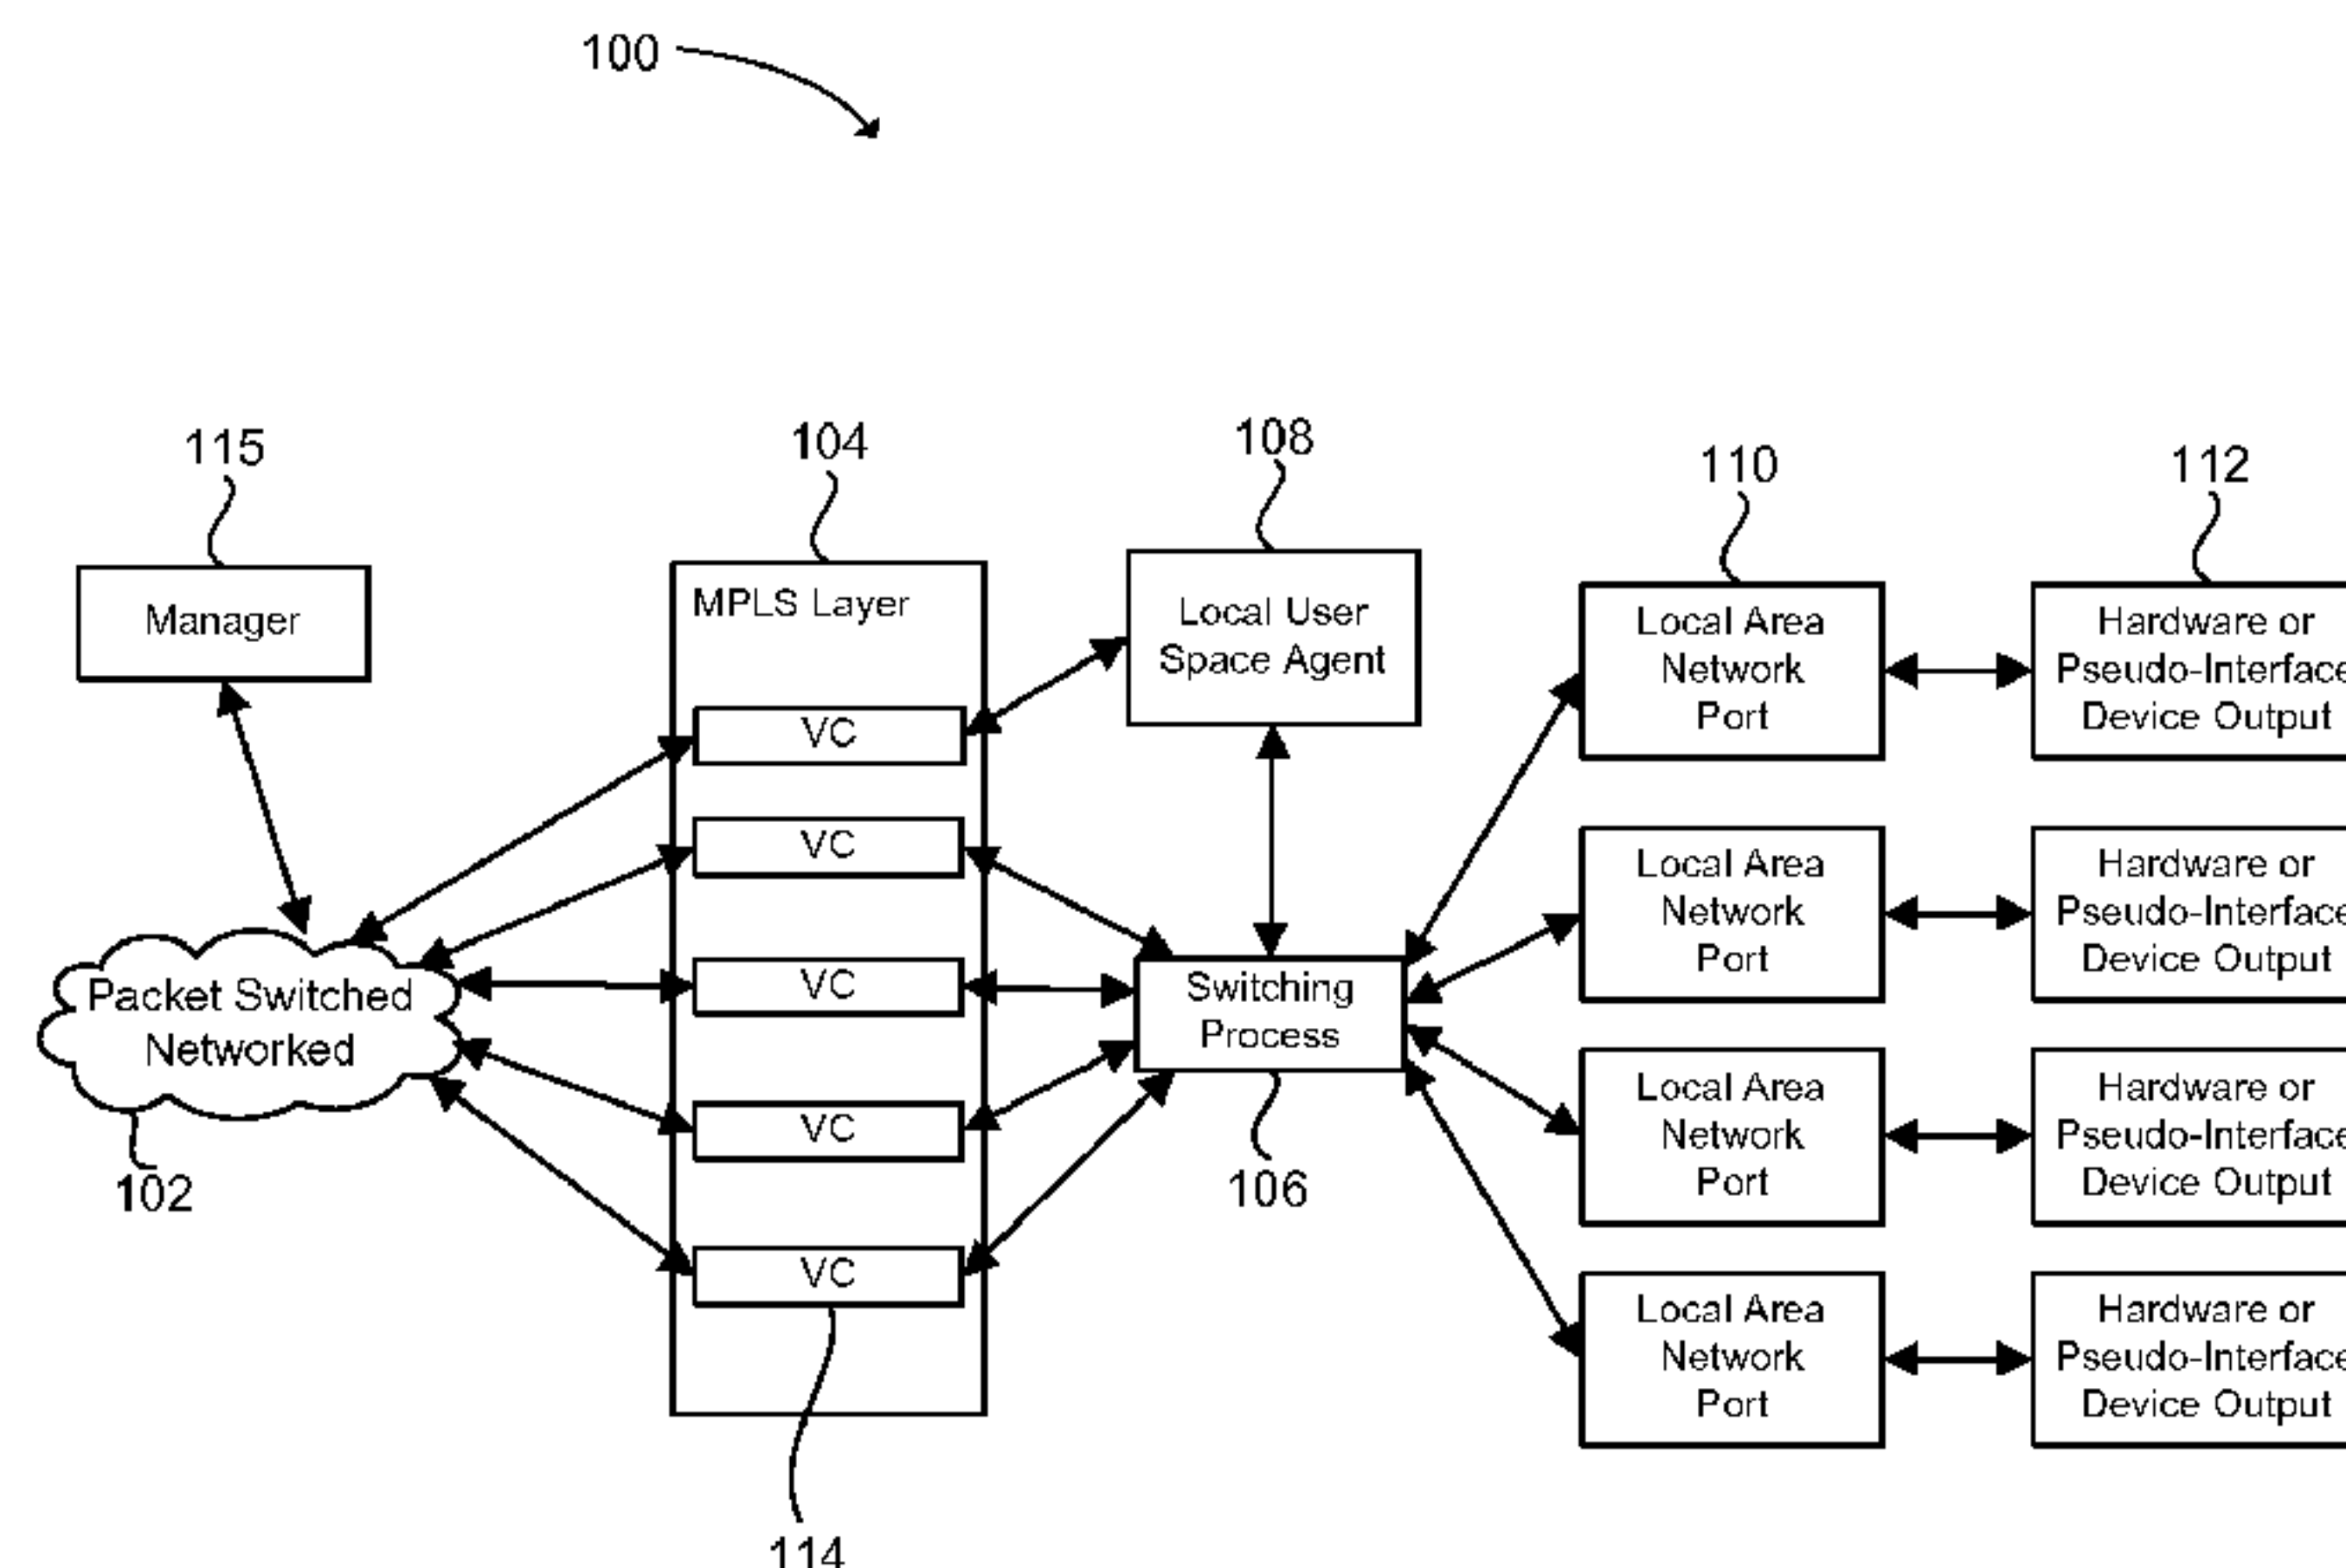 100
115
104
108
110
112
Manager
MPLS Layer
Local User
Space Agent
Local Area
Network
Port
Hardware or
Pseudo-Interface
Device Output
VC
VC
VC
VC
VC
Local Area
Network
Port
Hardware or
Pseudo-Interface
Device Output
Packet Switched
Networked
Switching
Process
Local Area
Network
Port
Hardware or
Pseudo-Interface
Device Output
102
106
Local Area
Network
Port
Hardware or
Pseudo-Interface
Device Output
114